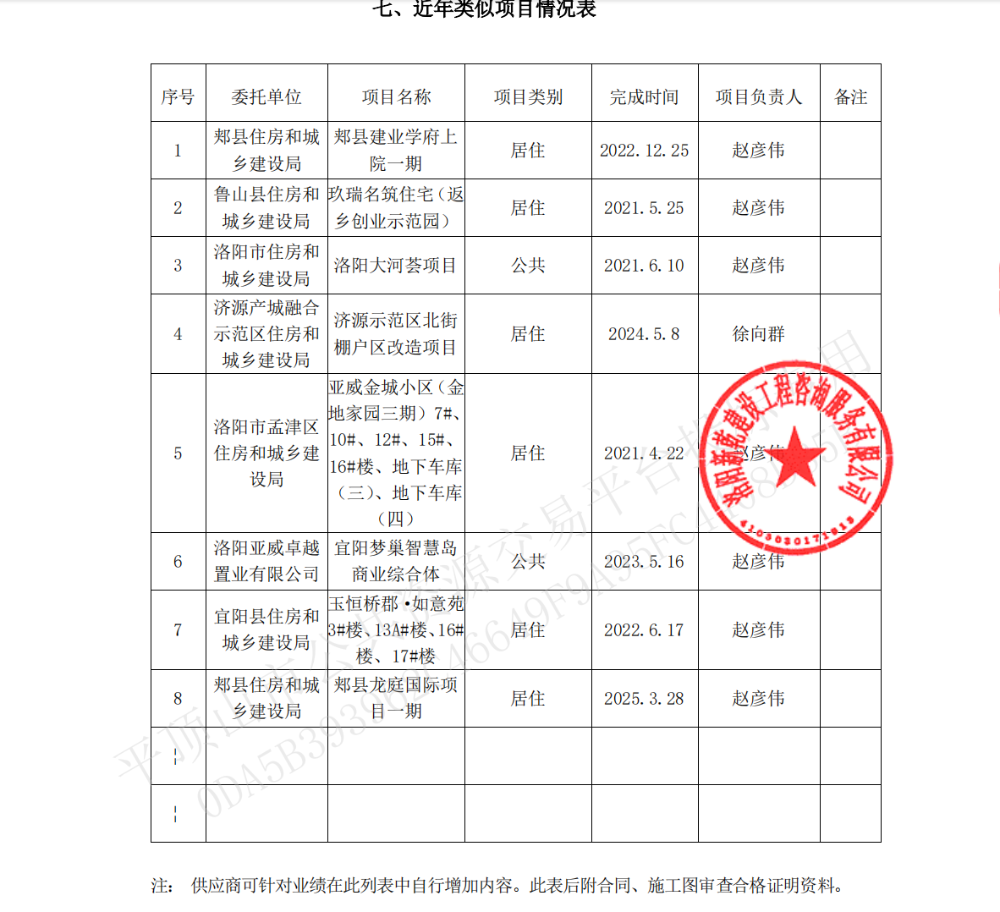 七、近年类似项目情况表
序号 委托单位 项目名称 项目类别 完成时间 项目负责人 备注
1 郏县住房和城乡建设局 郏县建业学府上院一期 居住 2022.12.25 赵彦伟
2 鲁山县住房和城乡建设局 玖瑞名筑住宅（返乡创业示范园） 居住 2021.5.25 赵彦伟
3 洛阳市住房和城乡建设局 洛阳大河荟项目 公共 2021.6.10 赵彦伟
4 济源产城融合示范区住房和城乡建设局 济源示范区北街棚户区改造项目 居住 2024.5.8 徐向群
5 洛阳市孟津区住房和城乡建设局 亚威金城小区（金地家园三期）7#、10#、12#、15#、16#楼、地下车库（三）、地下车库（四） 居住 2021.4.22 赵彦伟
6 洛阳亚威卓越置业有限公司 宜阳梦巢智慧岛商业综合体 公共 2023.5.16 赵彦伟
7 宜阳县住房和城乡建设局 玉恒桥郡·如意苑3#楼、13A#楼、16#楼、17#楼 居住 2022.6.17 赵彦伟
8 郏县住房和城乡建设局 郏县龙庭国际项目一期 居住 2025.3.28 赵彦伟
¦
¦
注： 供应商可针对业绩在此列表中自行增加内容。此表后附合同、施工图审查合格证明资料。
洛阳新乾建设工程咨询服务有限公司
平顶山市公共资源交易平台